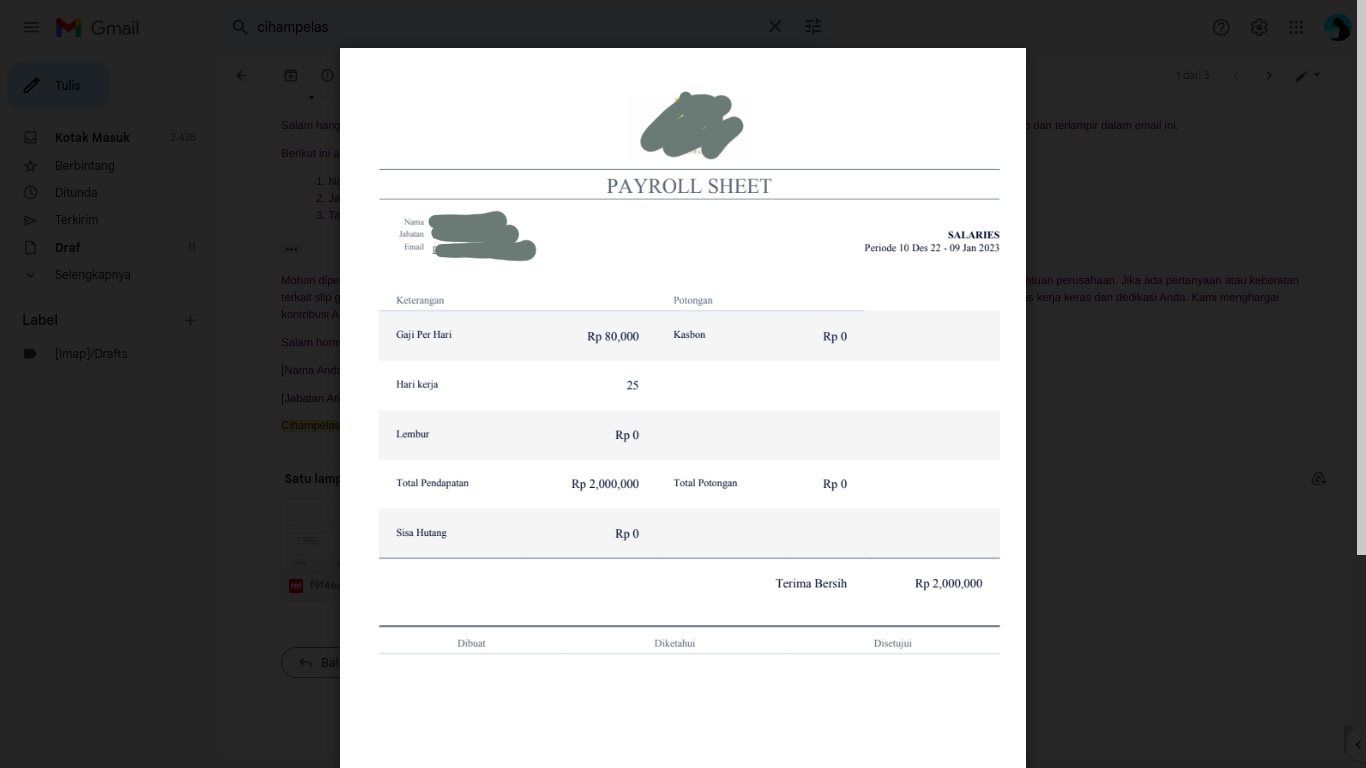 Gmail
cihampelas
Tulis
1 dari 3
Kotak Masuk 2.438
Berbintang
Ditunda
Terkirim
Draf 11
Selengkapnya
Label
[Imap]/Drafts
Salam hang
dan terlampir dalam email ini.
Berikut ini a
1. Na
2. Ja
3. Ta
Mohon dipe
tuan perusahaan. Jika ada pertanyaan atau keberatan
terkait slip g
s kerja keras dan dedikasi Anda. Kami menghargai
kontribusi A
Salam horm
[Nama Anda
[Jabatan An
Cihampelas
Satu lamp
PDF
Bal
PAYROLL SHEET
Nama
Jabatan
Email
SALARIES
Periode 10 Des 22 - 09 Jan 2023
Keterangan Potongan
Gaji Per Hari Rp 80,000 Kasbon Rp 0
Hari kerja 25
Lembur Rp 0
Total Pendapatan Rp 2,000,000 Total Potongan Rp 0
Sisa Hutang Rp 0
Terima Bersih Rp 2,000,000
Dibuat Diketahui Disetujui